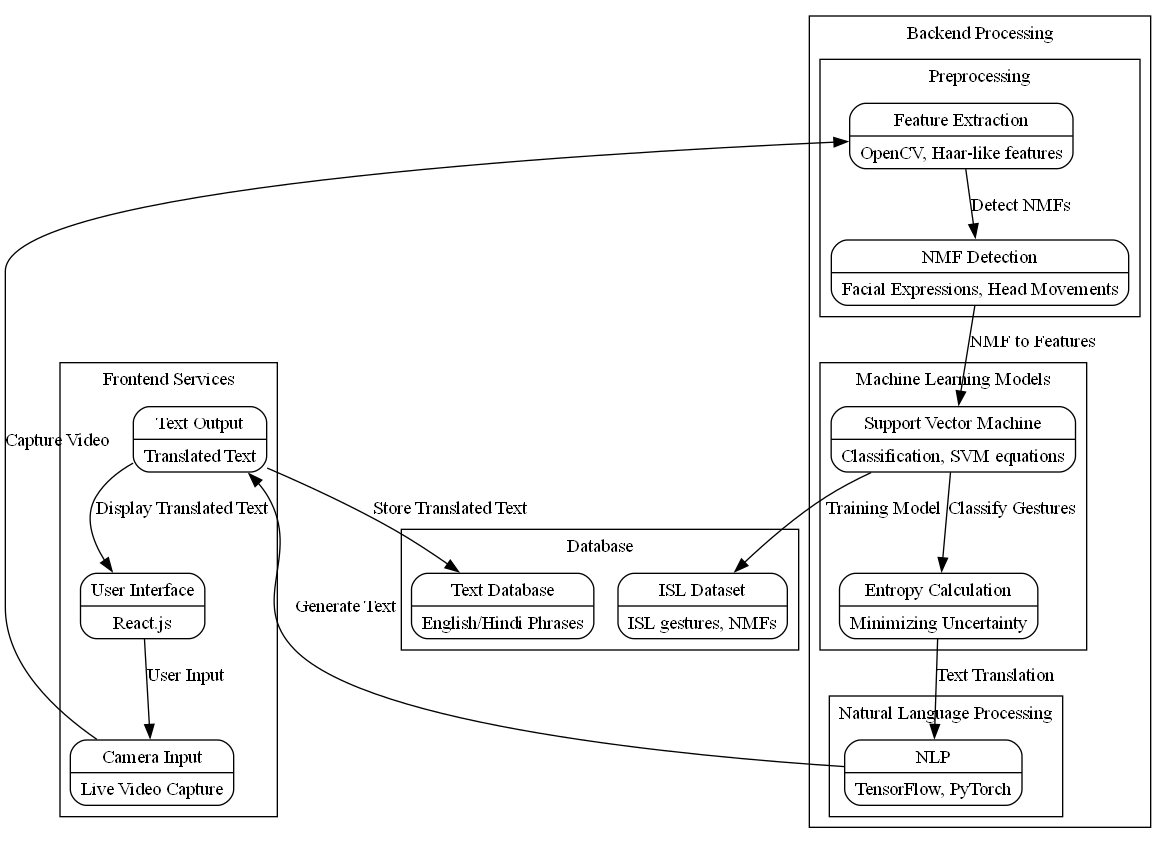 Backend Processing
Preprocessing
Feature Extraction
OpenCV, Haar-like features
Detect NMFs
NMF Detection
Facial Expressions, Head Movements
NMF to Features
Machine Learning Models
Support Vector Machine
Classification, SVM equations
Training Model
Classify Gestures
Entropy Calculation
Minimizing Uncertainty
Text Translation
Natural Language Processing
NLP
TensorFlow, PyTorch
Frontend Services
Text Output
Translated Text
Capture Video
Display Translated Text
User Interface
React.js
User Input
Camera Input
Live Video Capture
Store Translated Text
Generate Text
Database
Text Database
English/Hindi Phrases
ISL Dataset
ISL gestures, NMFs